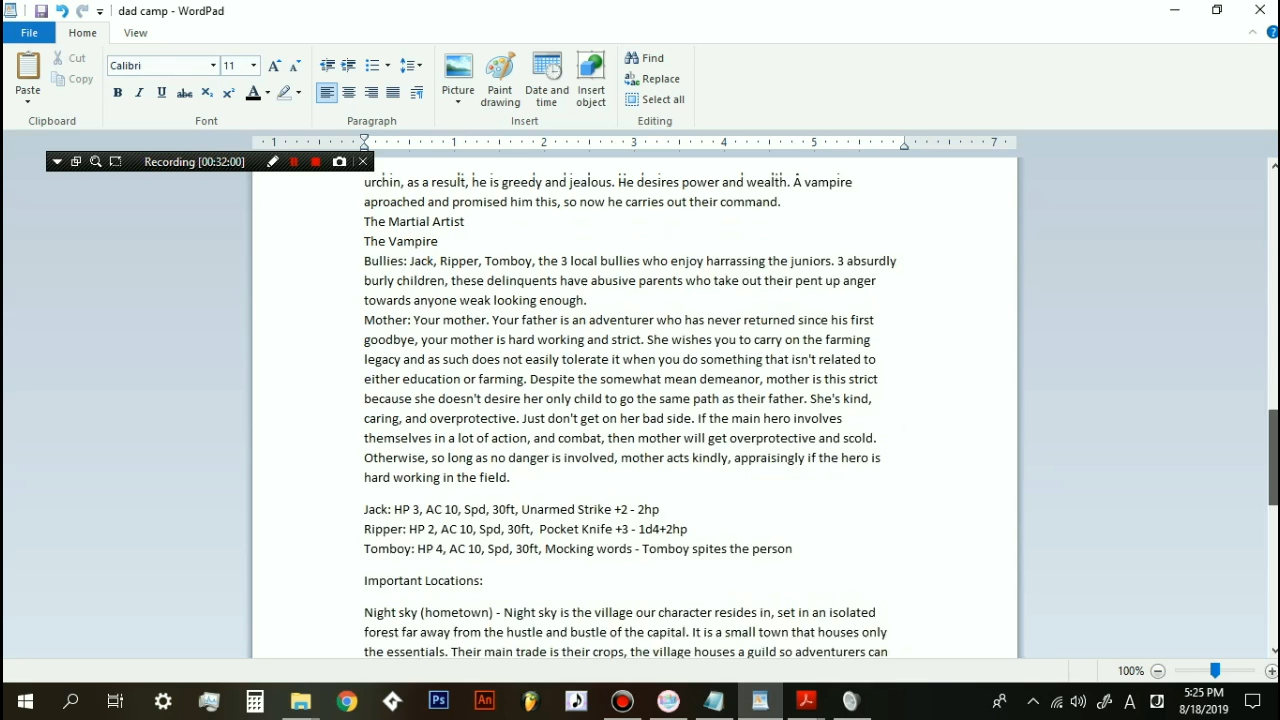 dad camp - WordPad
File Home View
Paste
Cut
Copy
Clipboard
Calibri 11
Font
Paragraph
Picture
Paint drawing
Date and time
Insert object
Insert
Find
Replace
Select all
Editing
1 1 2 3 4 5 7
Recording [00:32:00]
urchin, as a result, he is greedy and jealous. He desires power and wealth. A vampire
aproached and promised him this, so now he carries out their command.
The Martial Artist
The Vampire
Bullies: Jack, Ripper, Tomboy, the 3 local bullies who enjoy harrassing the juniors. 3 absurdly
burly children, these delinquents have abusive parents who take out their pent up anger
towards anyone weak looking enough.
Mother: Your mother. Your father is an adventurer who has never returned since his first
goodbye, your mother is hard working and strict. She wishes you to carry on the farming
legacy and as such does not easily tolerate it when you do something that isn't related to
either education or farming. Despite the somewhat mean demeanor, mother is this strict
because she doesn't desire her only child to go the same path as their father. She's kind,
caring, and overprotective. Just don't get on her bad side. If the main hero involves
themselves in a lot of action, and combat, then mother will get overprotective and scold.
Otherwise, so long as no danger is involved, mother acts kindly, appraisingly if the hero is
hard working in the field.
Jack: HP 3, AC 10, Spd, 30ft, Unarmed Strike +2 - 2hp
Ripper: HP 2, AC 10, Spd, 30ft,  Pocket Knife +3 - 1d4+2hp
Tomboy: HP 4, AC 10, Spd, 30ft, Mocking words - Tomboy spites the person
Important Locations:
Night sky (hometown) - Night sky is the village our character resides in, set in an isolated
forest far away from the hustle and bustle of the capital. It is a small town that houses only
the essentials. Their main trade is their crops, the village houses a guild so adventurers can
100%
5:25 PM
8/18/2019